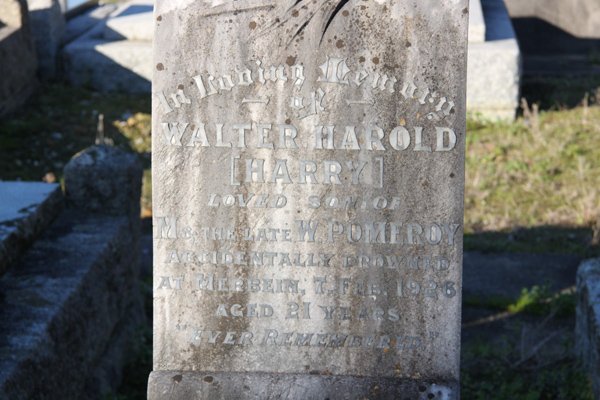 In Loving Memory
of
WALTER HAROLD
[HARRY]
LOVED SON OF
M & THE LATE W. POMEROY
ACCIDENTALLY DROWNED
AT MERBEIN, 7, FEB. 1926
AGED 21 YEARS
"EVER REMEMBERED"